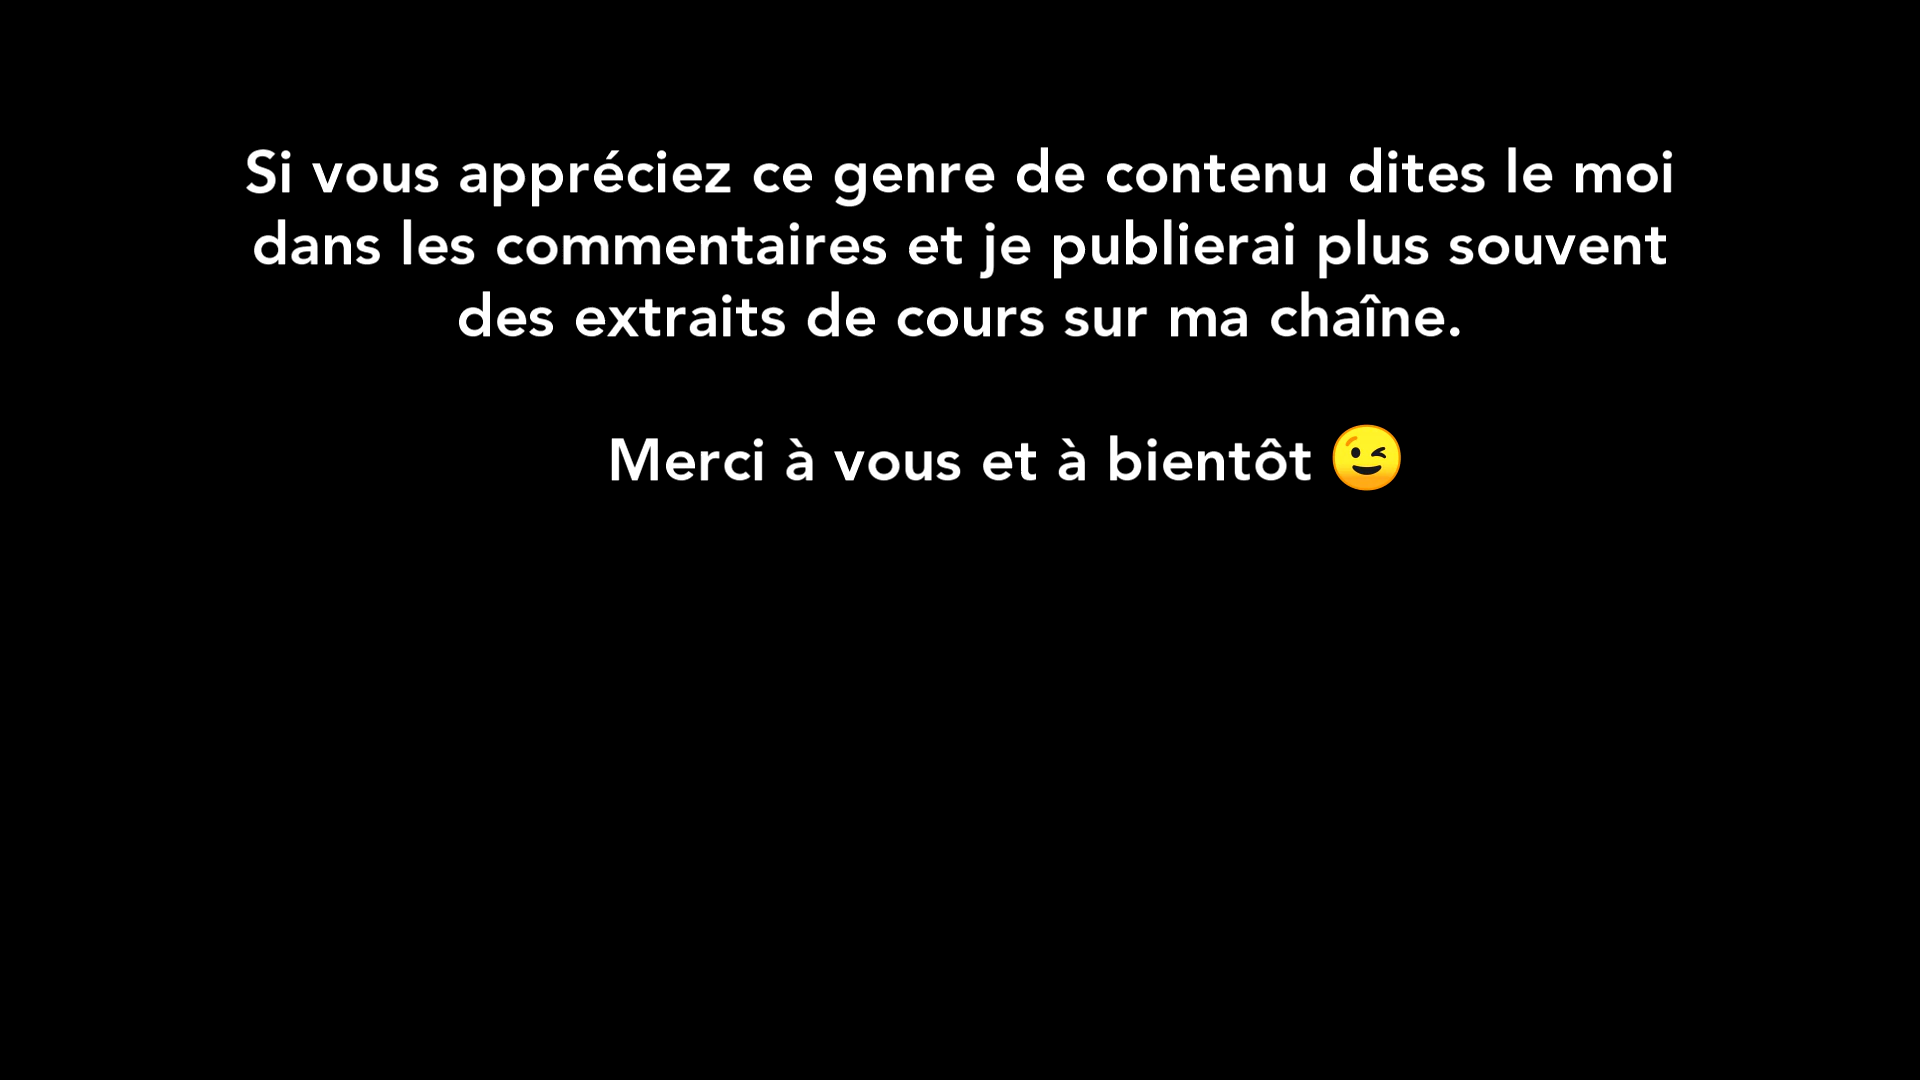 Si vous appréciez ce genre de contenu dites le moi
dans les commentaires et je publierai plus souvent
des extraits de cours sur ma chaîne.
Merci à vous et à bientôt 😉